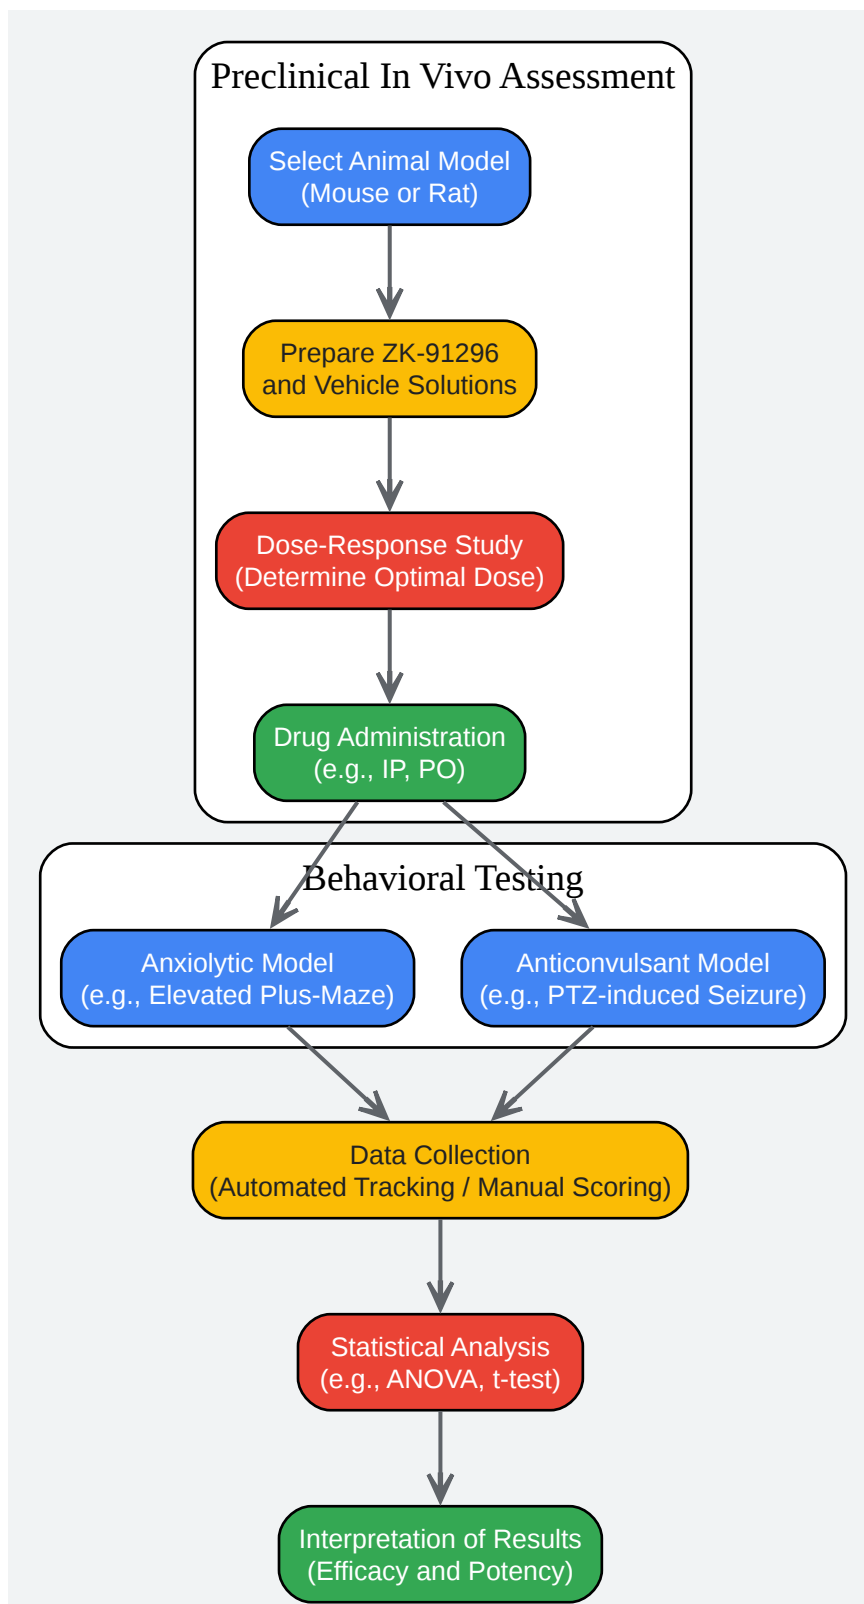 Preclinical In Vivo Assessment
Select Animal Model
(Mouse or Rat)
Prepare ZK-91296
and Vehicle Solutions
Dose-Response Study
(Determine Optimal Dose)
Drug Administration
(e.g., IP, PO)
Behavioral Testing
Anxiolytic Model
(e.g., Elevated Plus-Maze)
Anticonvulsant Model
(e.g., PTZ-induced Seizure)
Data Collection
(Automated Tracking / Manual Scoring)
Statistical Analysis
(e.g., ANOVA, t-test)
Interpretation of Results
(Efficacy and Potency)